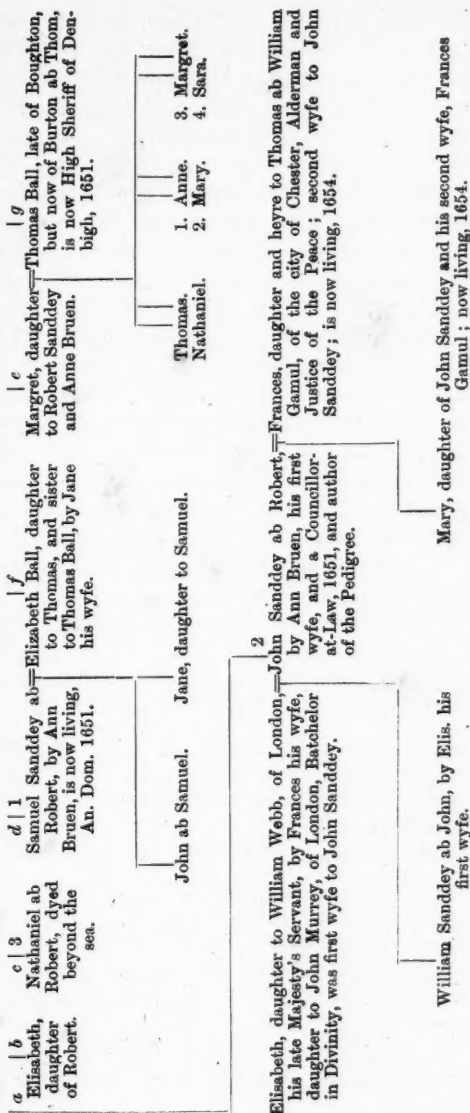 a | b
Elisabeth,
daughter
of Robert.
c | 3
Nathaniel ab
Robert, dyed
beyond the
sea.
d | 1
Samuel Sanddey ab=
Robert, by Ann
Bruen, is now living,
An. Dom. 1651.
| f
Elizabeth Ball, daughter
to Thomas, and sister
to Thomas Ball, by Jane
his wyfe.
| e
Margret, daughter=
to Robert Sanddey
and Anne Bruen.
| g
Thomas Ball, late of Boughton,
but now of Burton ab Thom,
is now High Sheriff of Den-
bigh, 1651.
John ab Samuel.
Jane, daughter to Samuel.
Thomas.
Nathaniel.
1. Anne.
2. Mary.
3. Margret.
4. Sara.
Elisabeth, daughter to William Webb, of London,=
his late Majesty's Servant, by Frances his wyfe,
daughter to John Murrey, of London, Batchelor
in Divinity, was first wyfe to John Sanddey.
2
John Sanddey ab Robert,=
by Ann Bruen, his first
wyfe, and a Councillor-
at-Law, 1651, and author
of the Pedigree.
Frances, daughter and heyre to Thomas ab William
Gamul, of the city of Chester, Alderman and
Justice of the Peace; second wyfe to John
Sanddey; is now living, 1654.
William Sanddey ab John, by Elis. his
first wyfe.
Mary, daughter of John Sanddey and his second wyfe, Frances
Gamul; now living, 1654.